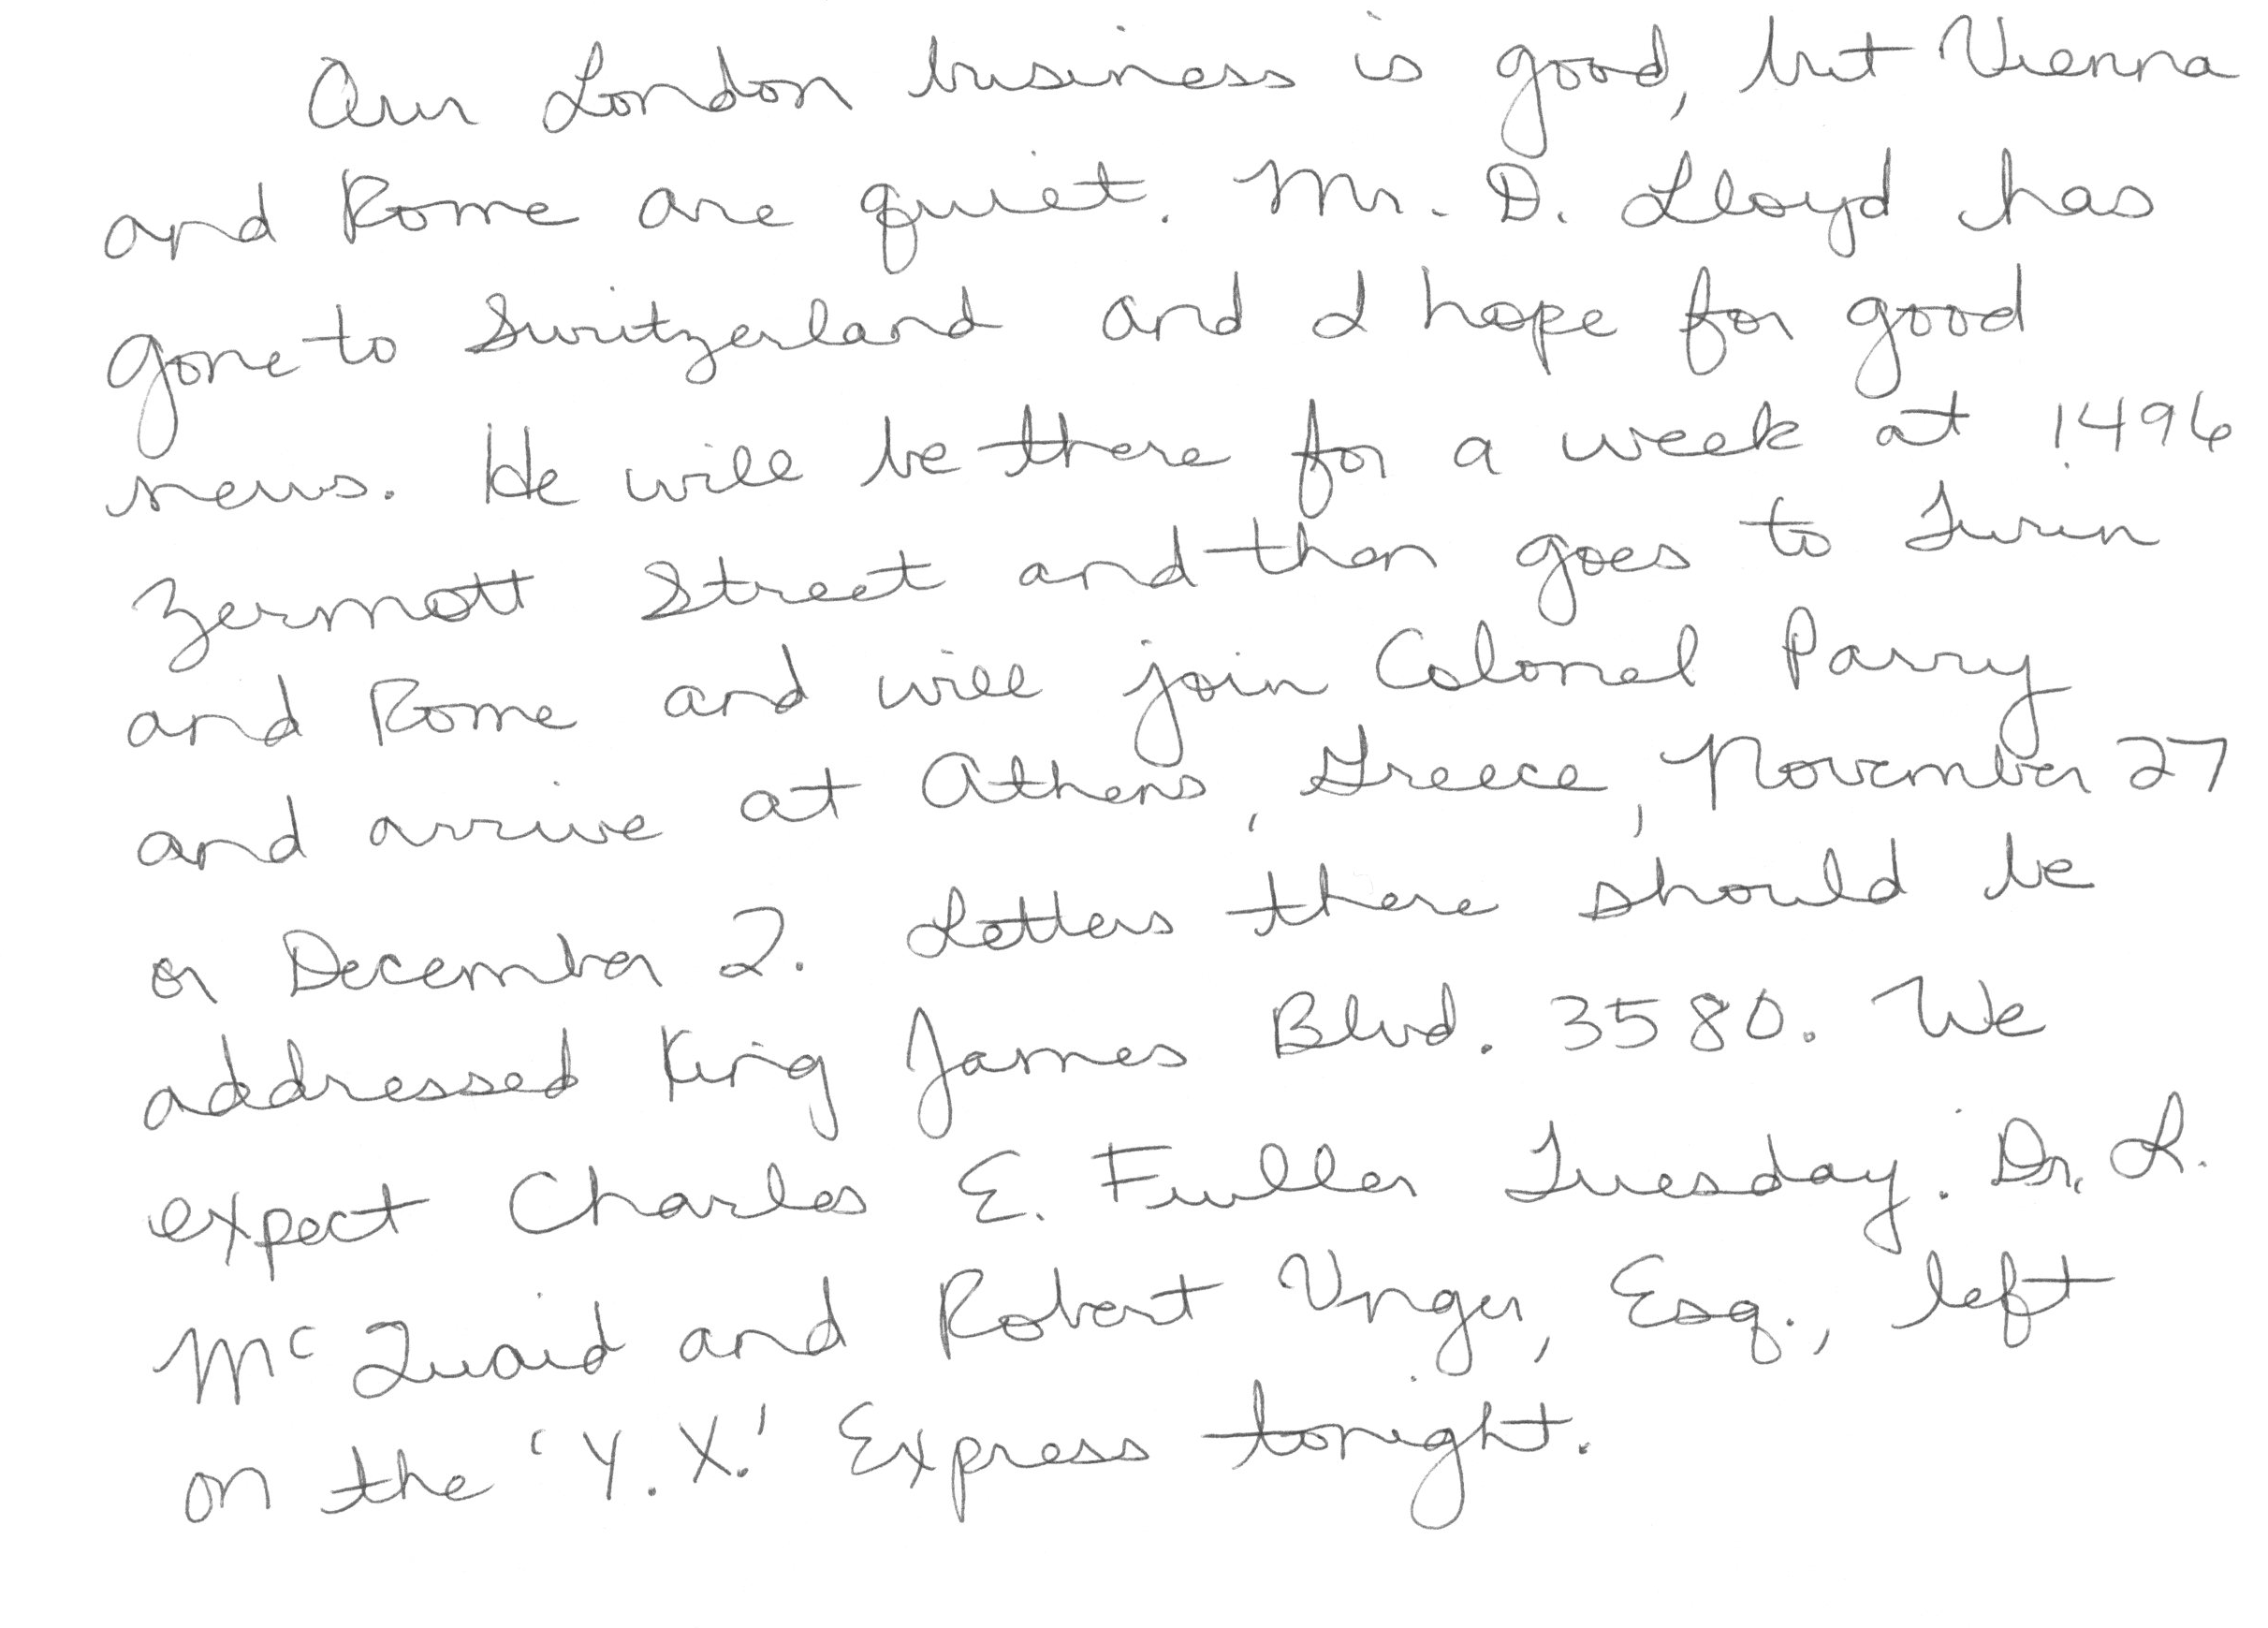 Our London business is good, but Vienna
and Rome are quiet. Mr. D. Lloyd has
gone to Switzerland and I hope for good
news. He will be there for a week at 1496
Zermott Street and then goes to Turin
and Rome and will join Colonel Parry
and arrive at Athens, Greece, November 27
or December 2. Letters there should be
addressed King James Blvd. 3580. We
expect Charles E. Fuller Tuesday. Dr. L.
McQuaid and Robert Unger, Esq., left
on the 'Y.X.' Express tonight.